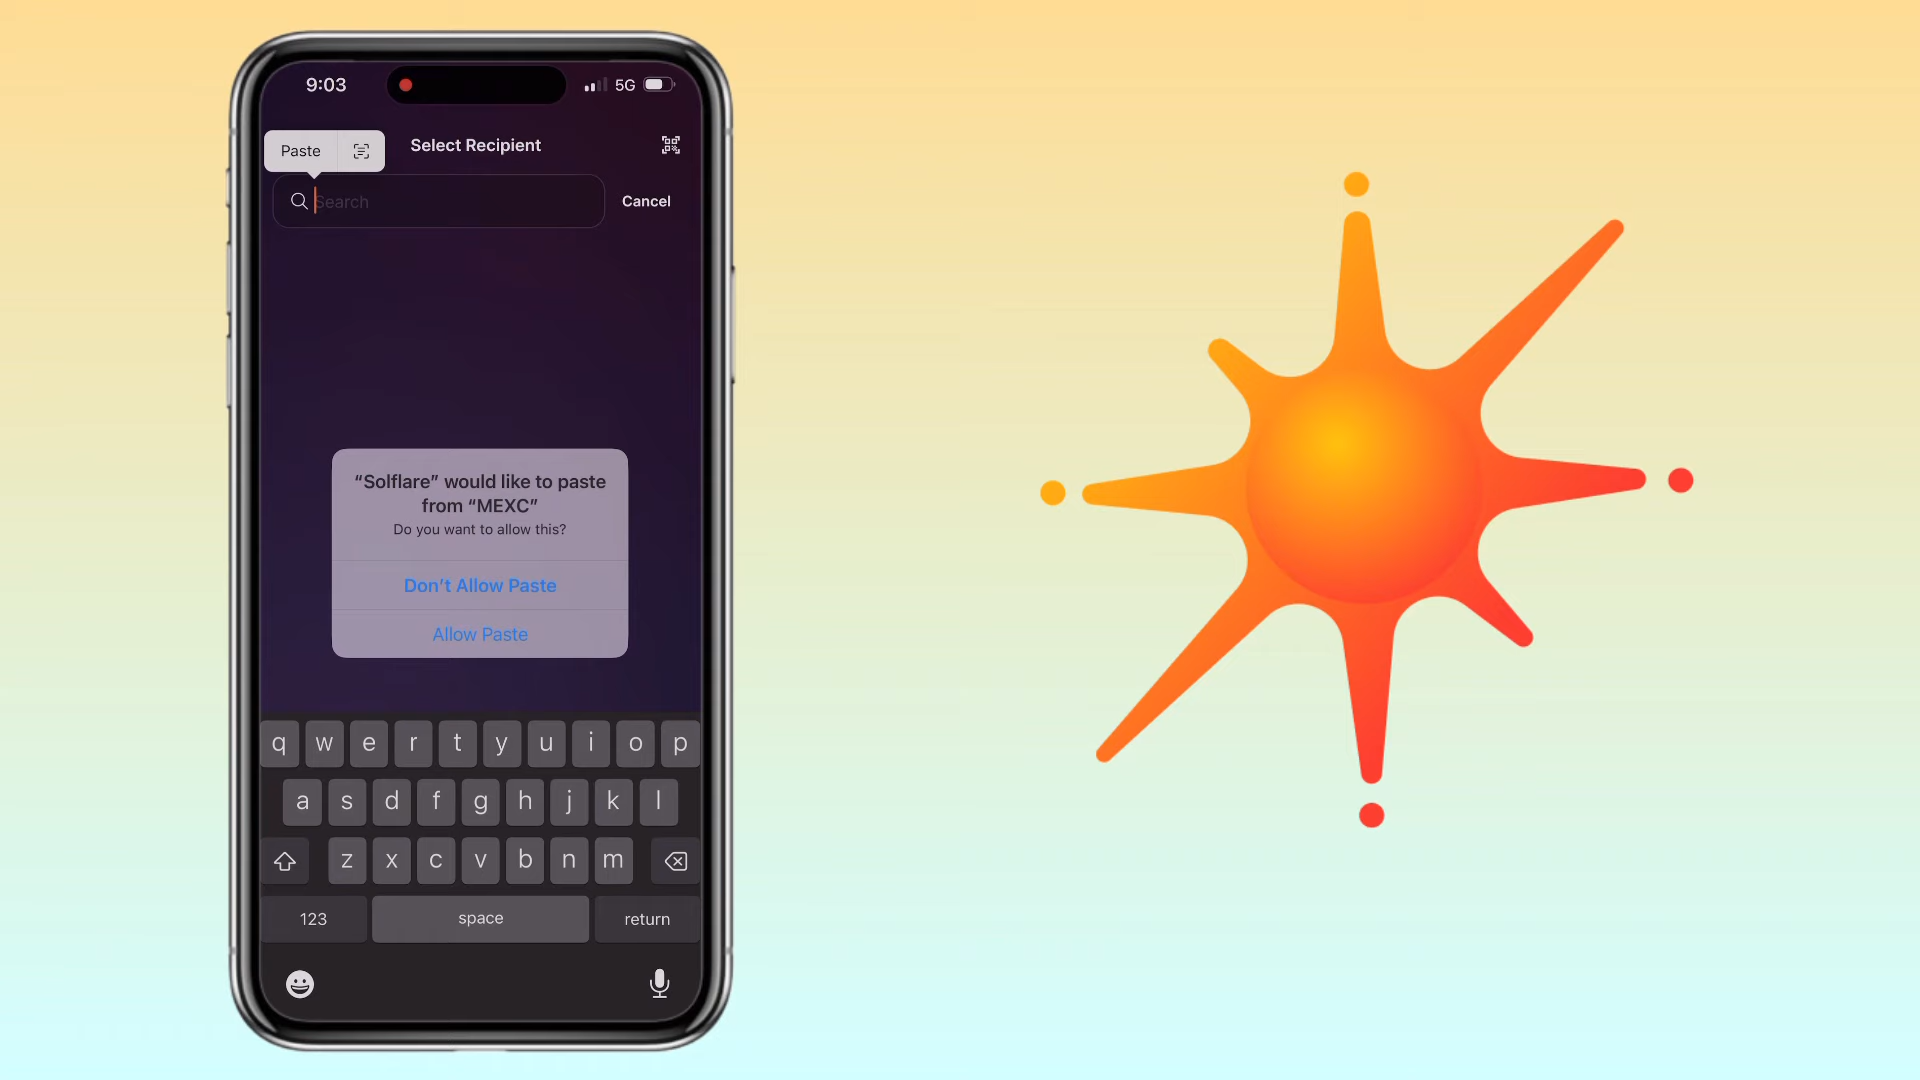 9:03
5G
Paste
Select Recipient
Search
Cancel
“Solflare” would like to paste
from “MEXC”
Do you want to allow this?
Don’t Allow Paste
Allow Paste
q w e r t y u i o p
a s d f g h j k l
z x c v b n m
123 space return